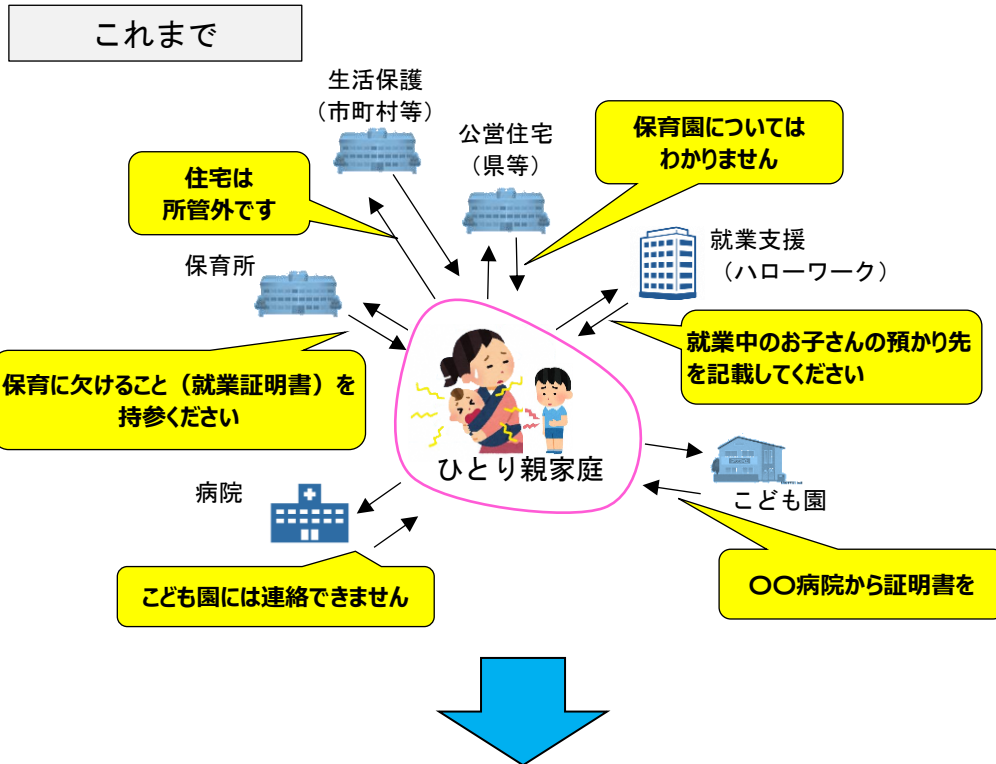 これまで
生活保護
（市町村等）
公営住宅
（県等）
保育園については
わかりません
住宅は
所管外です
就業支援
（ハローワーク）
保育所
就業中のお子さんの預かり先
を記載してください
保育に欠けること（就業証明書）を
持参ください
ひとり親家庭
病院
こども園
こども園には連絡できません
〇〇病院から証明書を